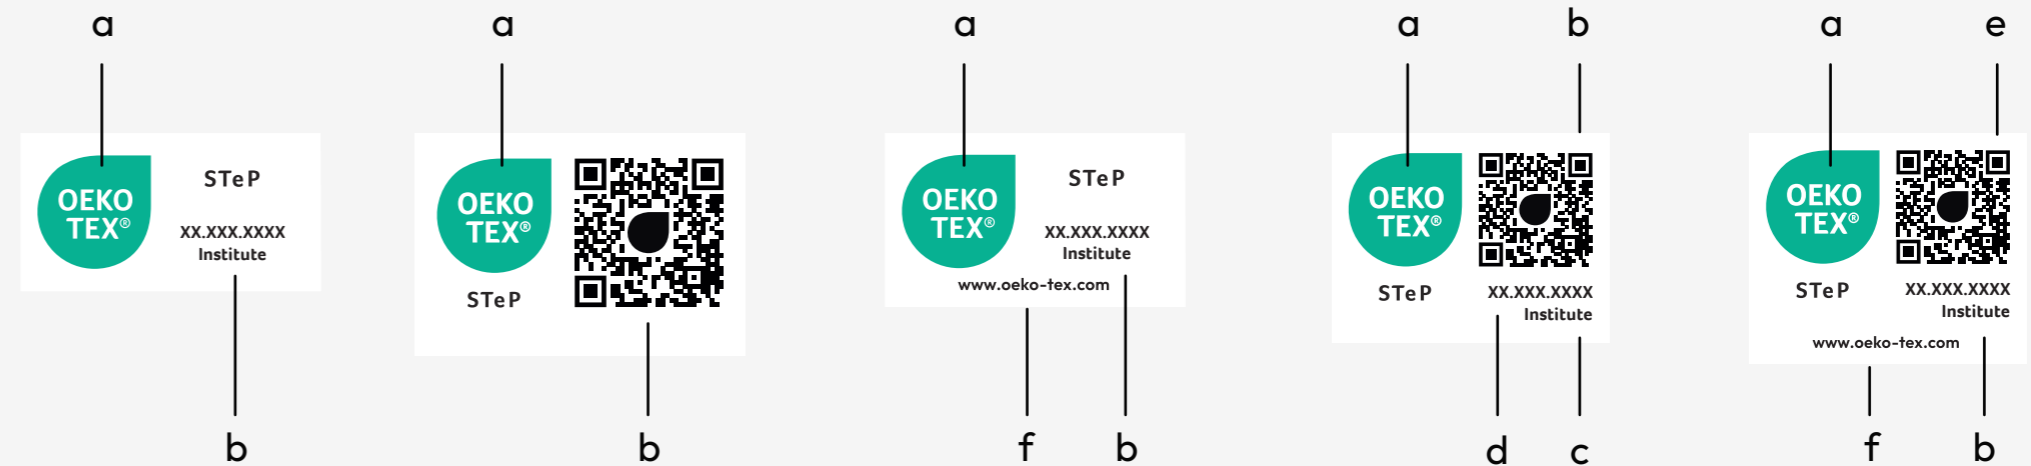 a
a
a
a
b
a
e
OEKO
TEX®
STeP
XX.XXX.XXXX
Institute
b
OEKO
TEX®
STeP
b
OEKO
TEX®
STeP
XX.XXX.XXXX
Institute
www.oeko-tex.com
f
b
OEKO
TEX®
STeP
XX.XXX.XXXX
Institute
d
c
OEKO
TEX®
STeP
XX.XXX.XXXX
Institute
www.oeko-tex.com
f
b